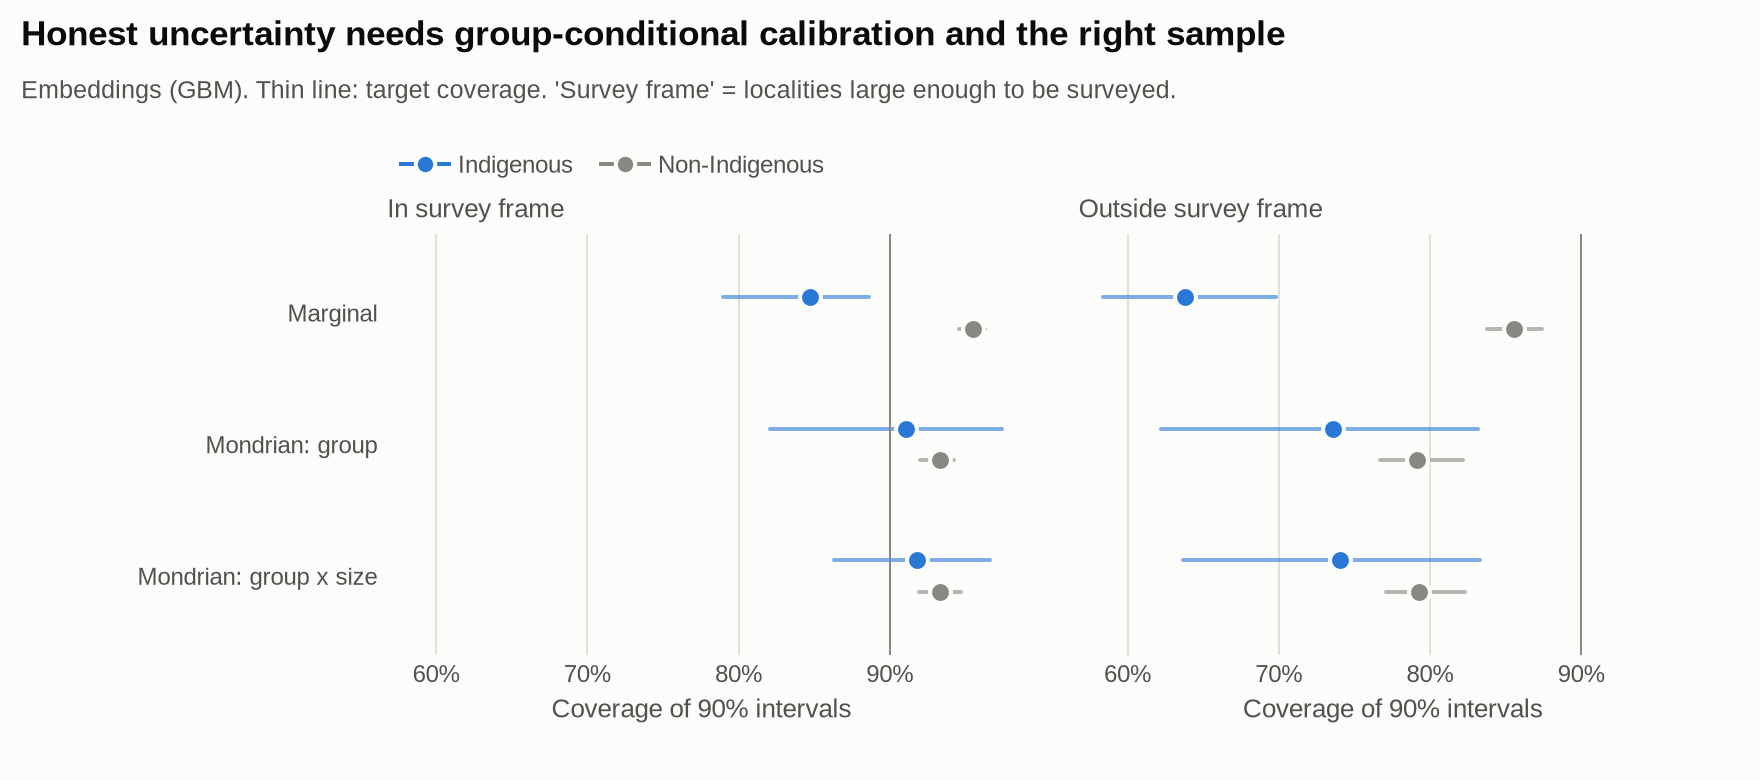 Honest uncertainty needs group-conditional calibration and the right sample
Embeddings (GBM). Thin line: target coverage. 'Survey frame' = localities large enough to be surveyed.
Indigenous
Non-Indigenous
In survey frame
Outside survey frame
Marginal
Mondrian: group
Mondrian: group x size
60% 70% 80% 90%
60% 70% 80% 90%
Coverage of 90% intervals
Coverage of 90% intervals